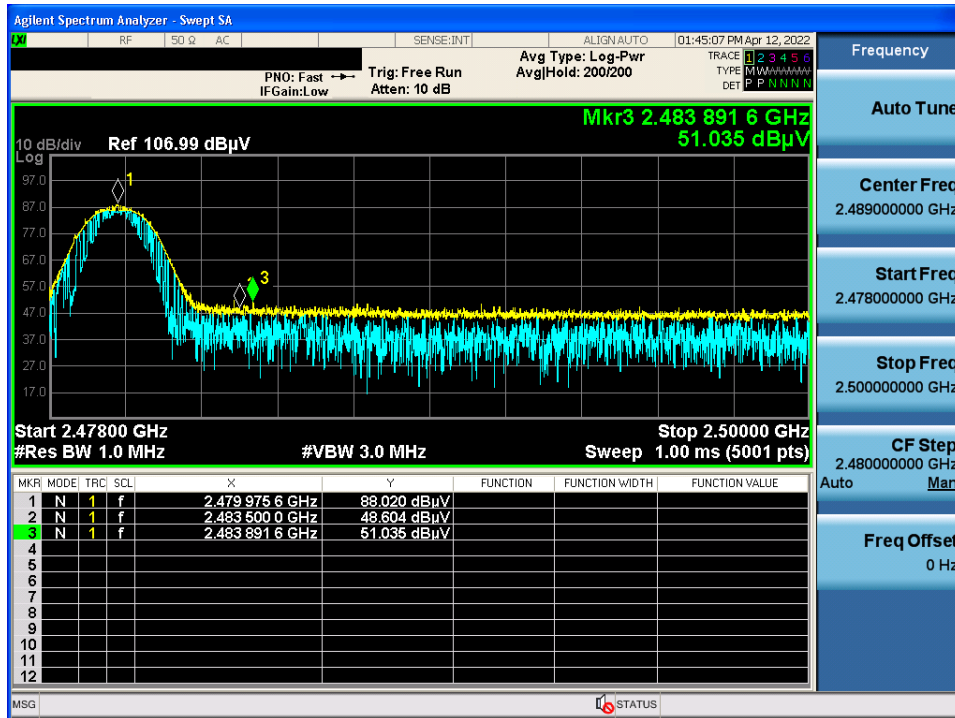 Agilent Spectrum Analyzer - Swept SA
LXI RF 50 Ω AC SENSE:INT ALIGNAUTO 01:45:07 PM Apr 12, 2022
PNO: Fast
IFGain:Low
Trig: Free Run
Atten: 10 dB
Avg Type: Log-Pwr
Avg|Hold: 200/200
TRACE 1 2 3 4 5 6
TYPE M W W W W W
DET P P N N N N
Mkr3 2.483 891 6 GHz
51.035 dBµV
10 dB/div
Log
Ref 106.99 dBµV
97.0
87.0
77.0
67.0
57.0
47.0
37.0
27.0
17.0
1
3
Start 2.47800 GHz Stop 2.50000 GHz
#Res BW 1.0 MHz #VBW 3.0 MHz Sweep 1.00 ms (5001 pts)
MKR MODE TRC SCL X Y FUNCTION FUNCTION WIDTH FUNCTION VALUE
1 N 1 f 2.479 975 6 GHz 88.020 dBµV
2 N 1 f 2.483 500 0 GHz 48.604 dBµV
3 N 1 f 2.483 891 6 GHz 51.035 dBµV
4
5
6
7
8
9
10
11
12
MSG STATUS
Frequency
Auto Tune
Center Freq
2.489000000 GHz
Start Freq
2.478000000 GHz
Stop Freq
2.500000000 GHz
CF Step
2.480000000 GHz
Auto Man
Freq Offset
0 Hz